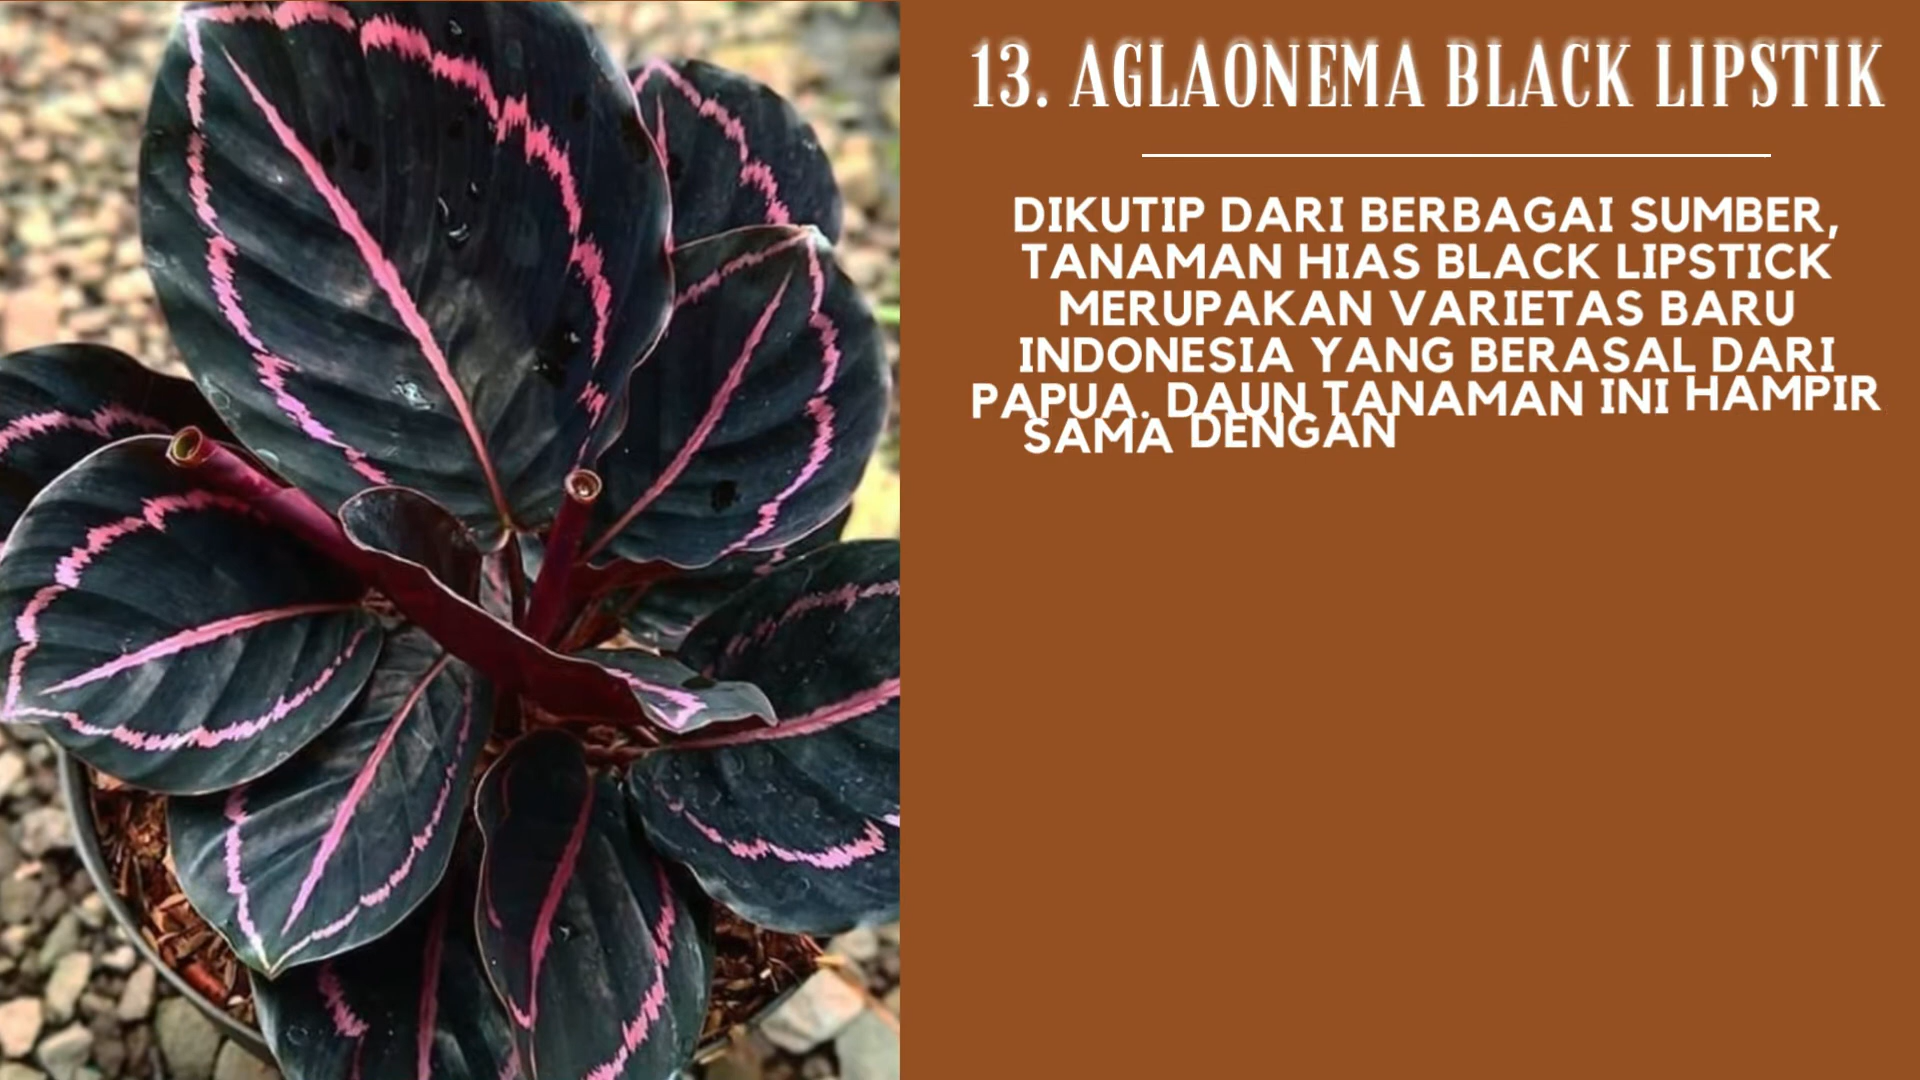 13. AGLAONEMA BLACK LIPSTIK
DIKUTIP DARI BERBAGAI SUMBER,
TANAMAN HIAS BLACK LIPSTICK
MERUPAKAN VARIETAS BARU
INDONESIA YANG BERASAL DARI
PAPUA. DAUN TANAMAN INI HAMPIR
SAMA DENGAN